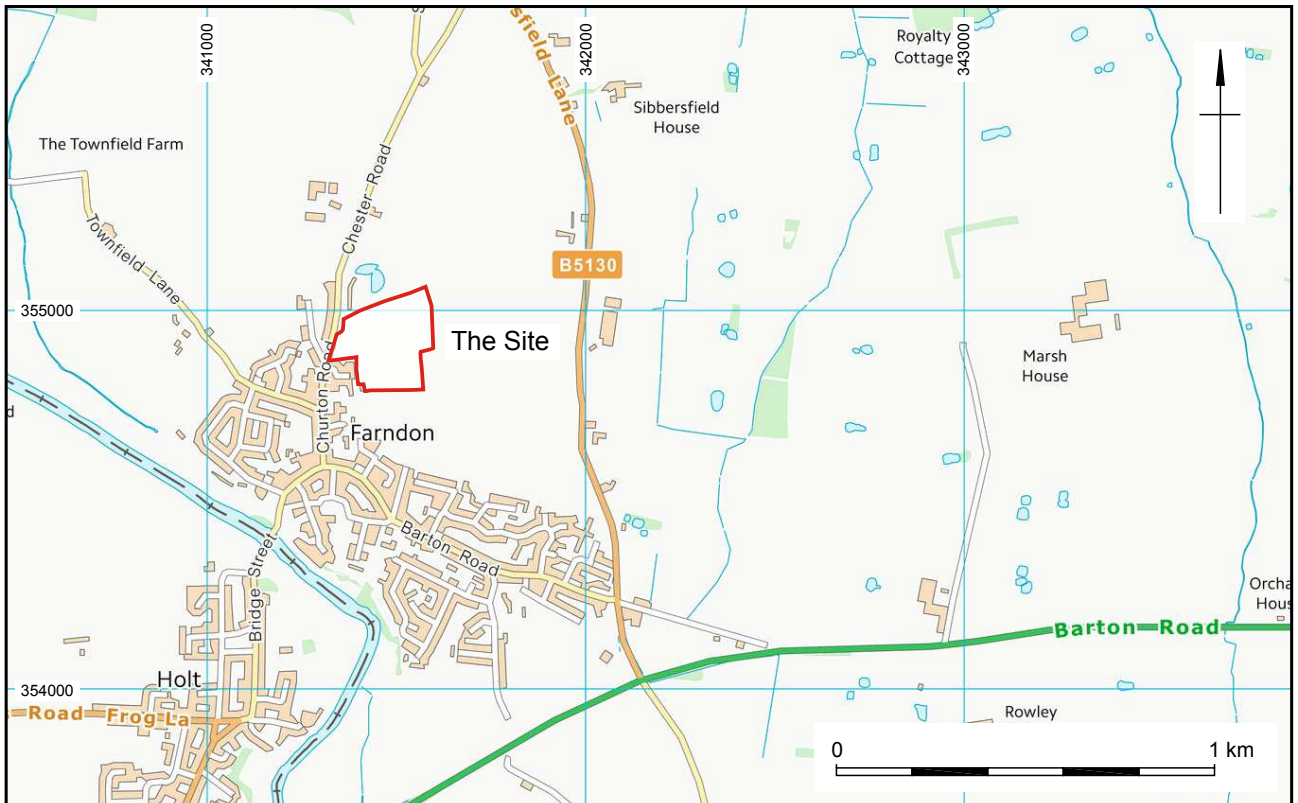 341000
342000
343000
sfield Lane
Royalty
Cottage
Sibbersfield
House
The Townfield Farm
Chester Road
Townfield Lane
B5130
355000
The Site
Marsh
House
Churton Road
Farndon
Barton Road
Bridge Street
Orcha
Hous
Barton Road
Holt
354000
Road Frog La
Rowley
0
1 km